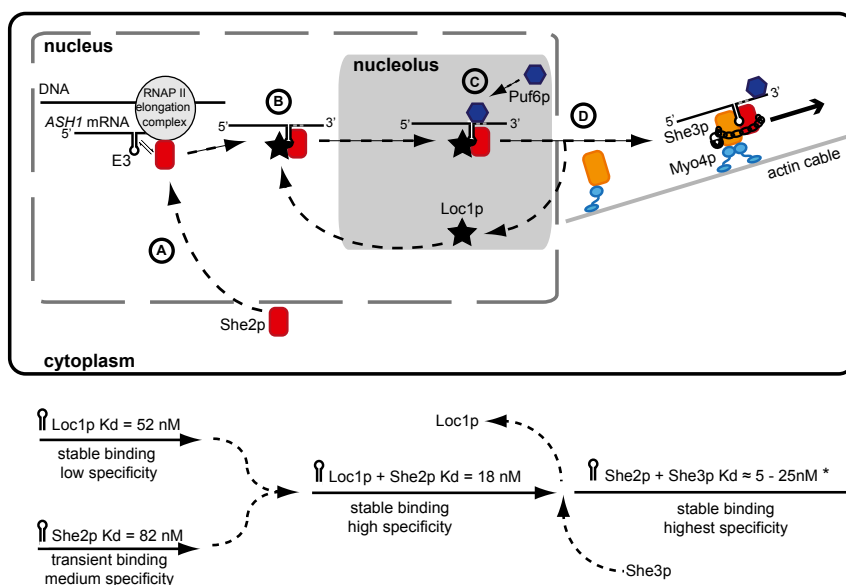 nucleus
nucleolus
DNA
RNAP II
elongation
complex
ASH1 mRNA
5'
E3
B
5'
3'
C
Puf6p
5'
3'
D
5'
3'
She3p
Myo4p
actin cable
Loc1p
A
She2p
cytoplasm
Loc1p Kd = 52 nM
stable binding
low specificity
She2p Kd = 82 nM
transient binding
medium specificity
Loc1p + She2p Kd = 18 nM
stable binding
high specificity
Loc1p
She2p + She3p Kd ≈ 5 - 25nM *
stable binding
highest specificity
She3p